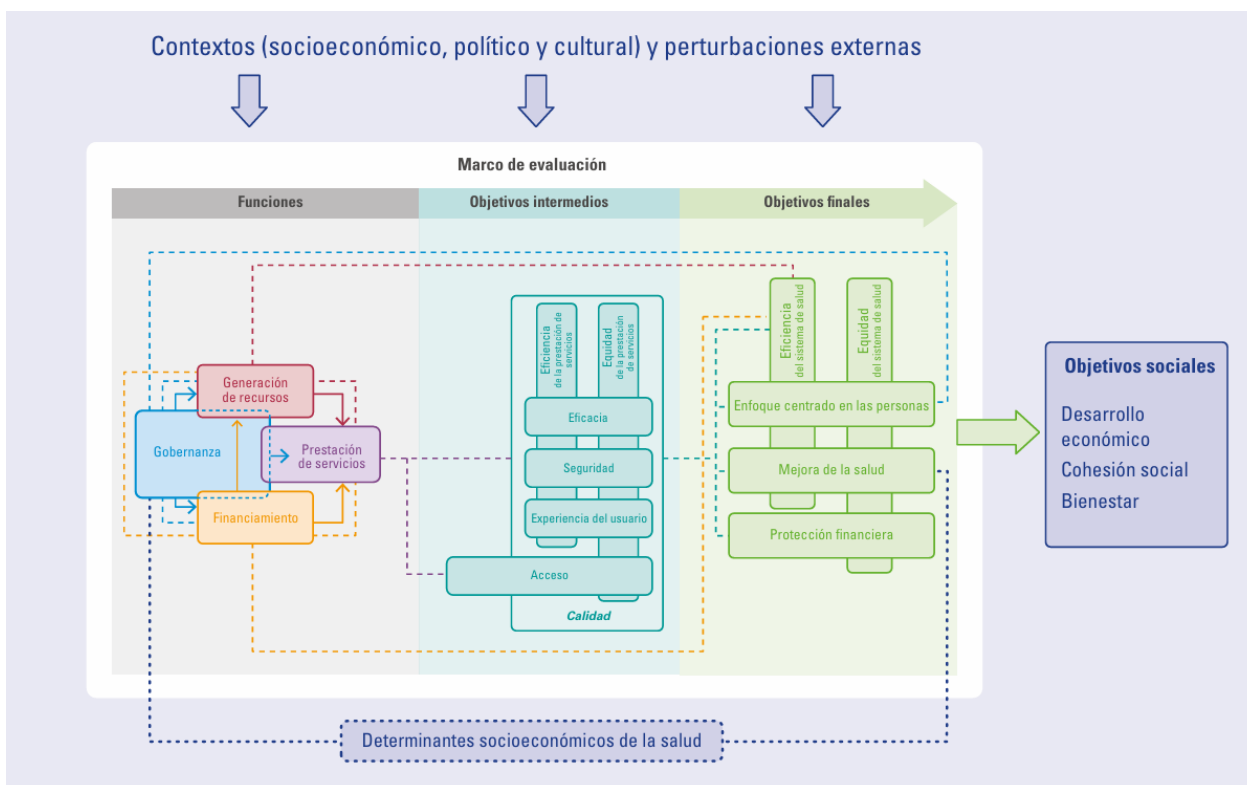 Contextos (socioeconómico, político y cultural) y perturbaciones externas
Marco de evaluación
Funciones
Objetivos intermedios
Objetivos finales
Generación
de recursos
Gobernanza
Prestación
de servicios
Financiamiento
Eficiencia
de la prestación de
servicios
Equidad
de la prestación
de servicios
Eficacia
Seguridad
Experiencia del usuario
Acceso
Calidad
Eficiencia
del sistema de salud
Equidad
del sistema de salud
Enfoque centrado en las personas
Mejora de la salud
Protección financiera
Objetivos sociales
Desarrollo
económico
Cohesión social
Bienestar
Determinantes socioeconómicos de la salud